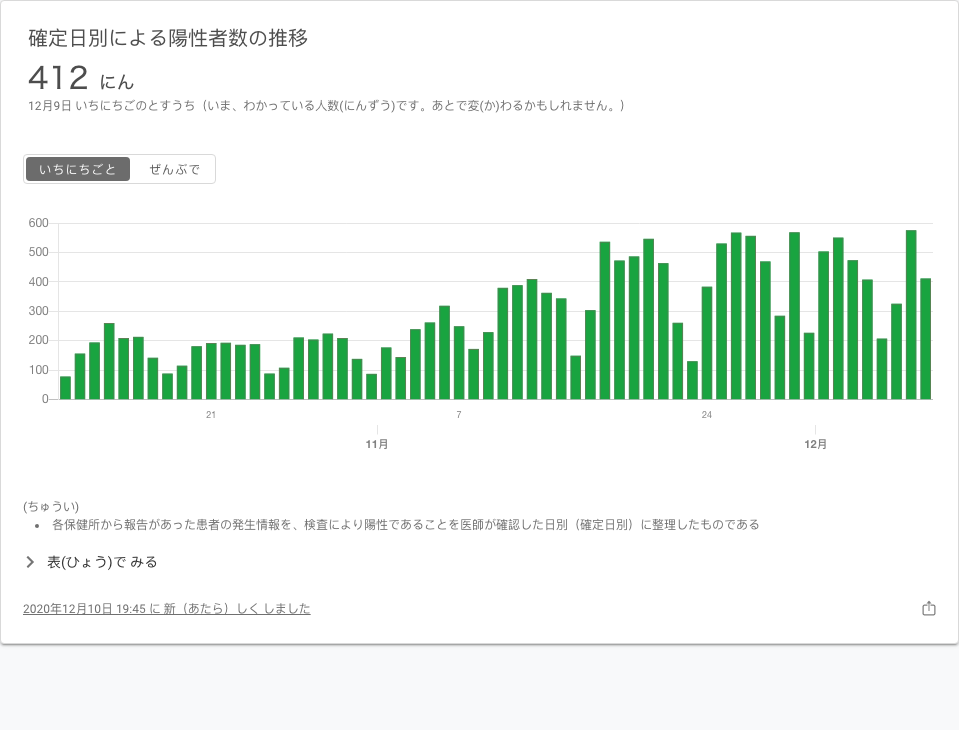 確定日別による陽性者数の推移
412 にん
12月9日 いちにちごのとすうち（いま、わかっている人数(にんずう)です。あとで変(か)わるかもしれません。）
いちにちごと ぜんぶで
600
500
400
300
200
100
0
21 7 24
11月 12月
(ちゅうい)
• 各保健所から報告があった患者の発生情報を、検査により陽性であることを医師が確認した日別（確定日別）に整理したものである
表(ひょう)で みる
2020年12月10日 19:45 に 新（あたら）しく しました